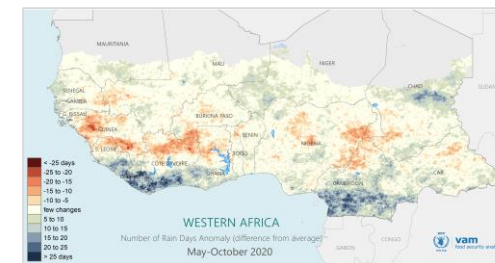 MAURITANIA
MALI
NIGER
CHAD
SUDAN
SENEGAL
GAMBIA
G. BISSAU
GUINEA
BURKINA FASO
BENIN
NIGERIA
S. LEONE
COTE D'IVOIRE
GHANA
TOGO
CAMEROON
CAR
GABON
CONGO
< -25 days
-25 to -20
-20 to -15
-15 to -10
-10 to -5
few changes
5 to 10
10 to 15
15 to 20
20 to 25
> 25 days
WESTERN AFRICA
Number of Rain Days Anomaly (difference from average)
May-October 2020
vam
food security analysis